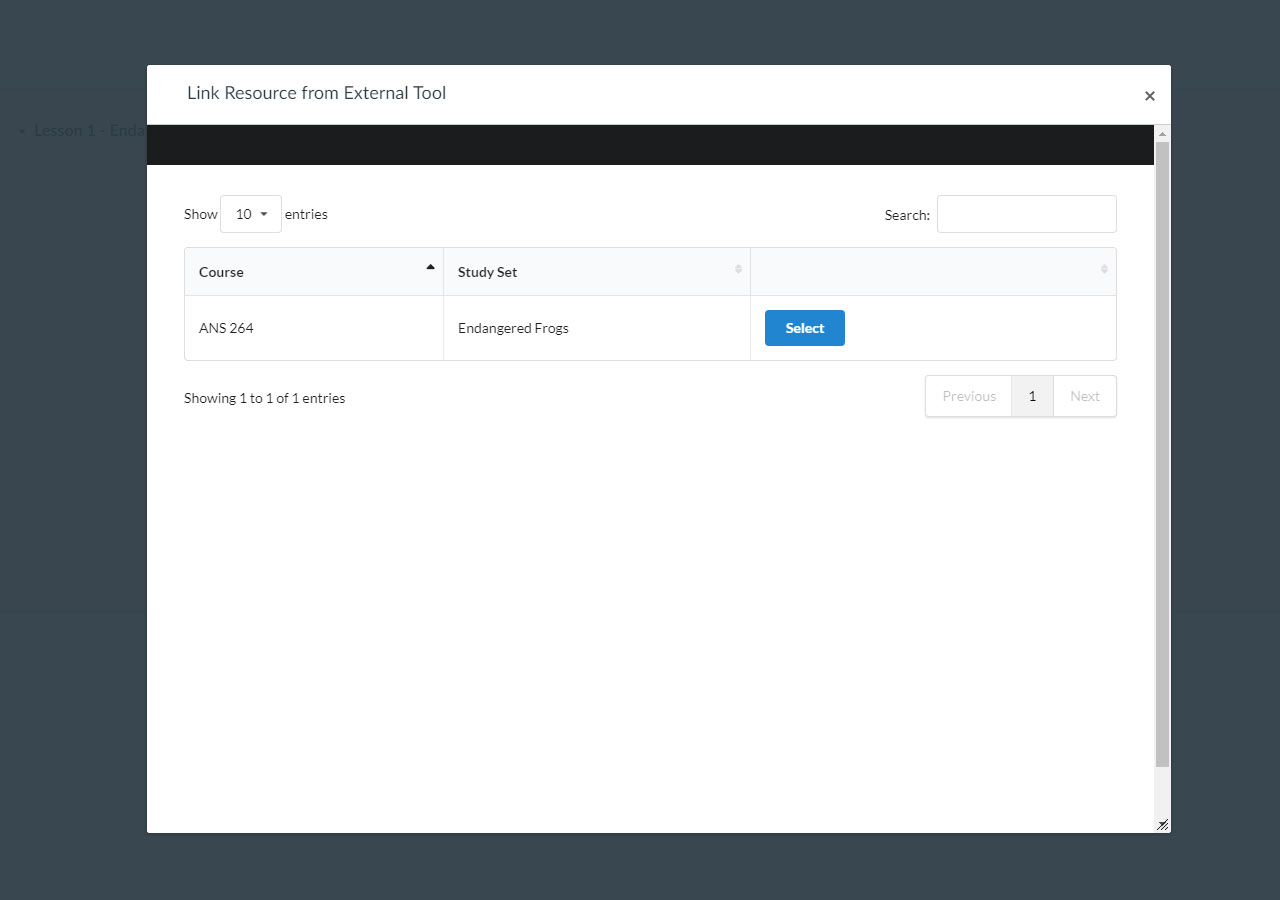 Link Resource from External Tool
×
Lesson 1 - Enda
Show 10 entries
Search:
Course Study Set
ANS 264 Endangered Frogs Select
Showing 1 to 1 of 1 entries
Previous 1 Next